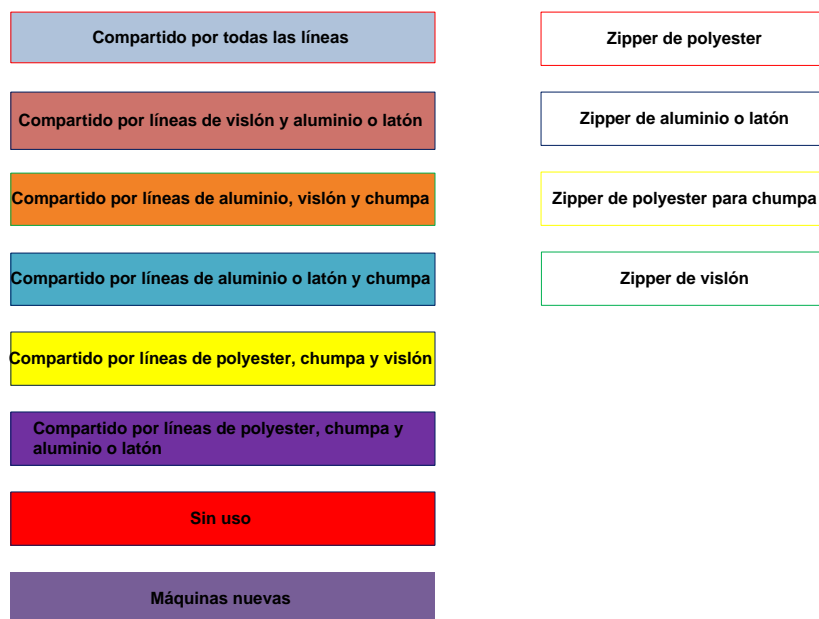 Compartido por todas las líneas
Compartido por líneas de vislón y aluminio o latón
Compartido por líneas de aluminio, vislón y chumpa
Compartido por líneas de aluminio o latón y chumpa
Compartido por líneas de polyester, chumpa y vislón
Compartido por líneas de polyester, chumpa y
aluminio o latón
Sin uso
Máquinas nuevas
Zipper de polyester
Zipper de aluminio o latón
Zipper de polyester para chumpa
Zipper de vislón